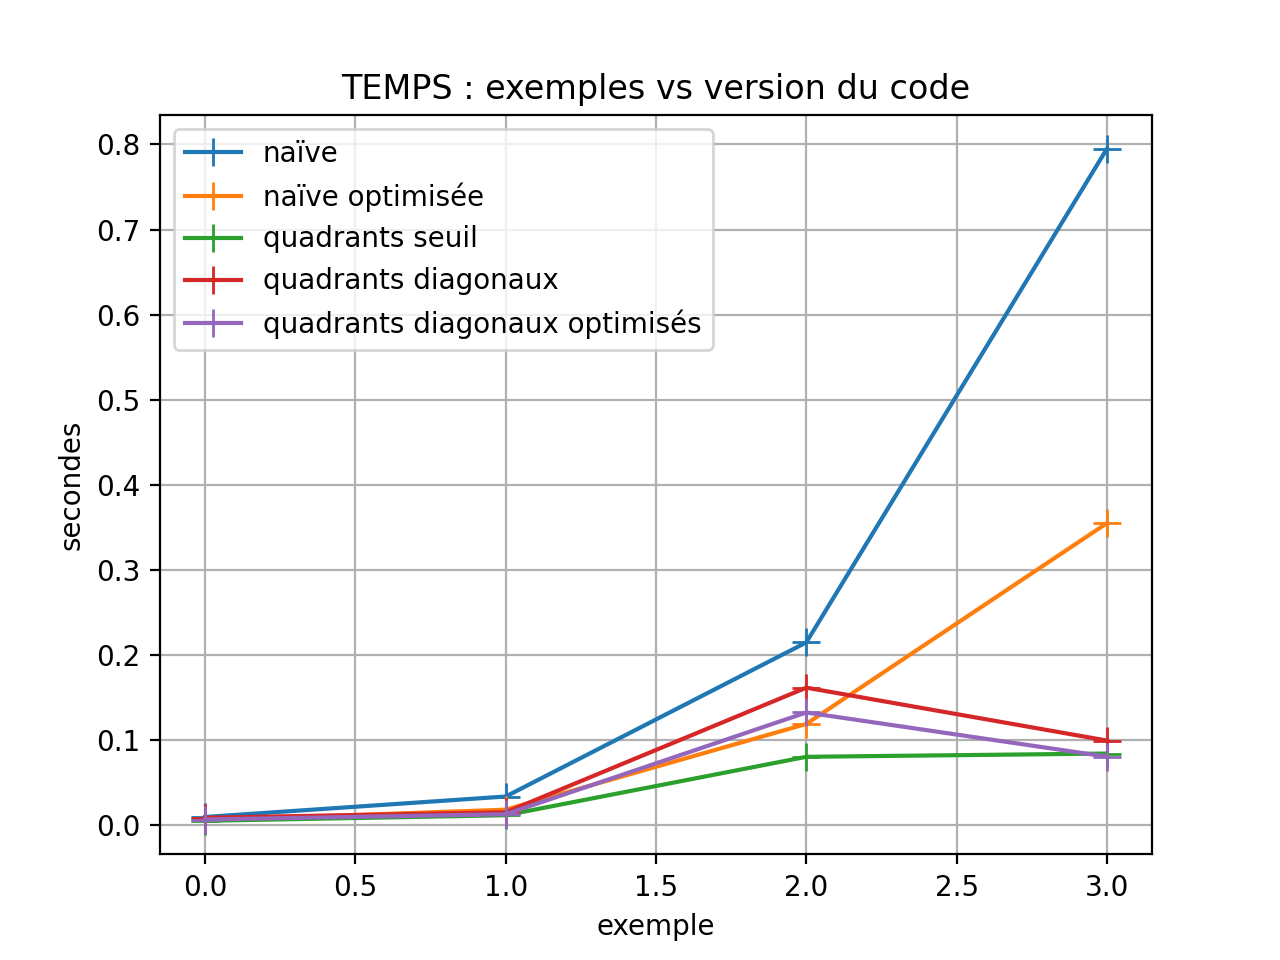 TEMPS : exemples vs version du code
naïve
naïve optimisée
quadrants seuil
quadrants diagonaux
quadrants diagonaux optimisés
0.8
0.7
0.6
0.5
0.4
0.3
0.2
0.1
0.0
secondes
0.0 0.5 1.0 1.5 2.0 2.5 3.0
exemple